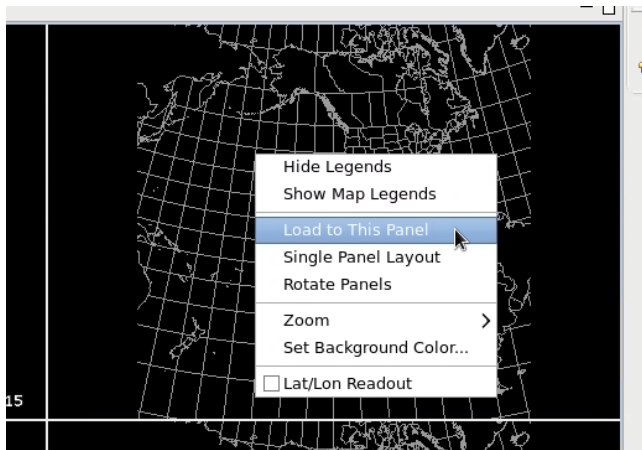 Hide Legends
Show Map Legends
Load to This Panel
Single Panel Layout
Rotate Panels
Zoom
Set Background Color...
Lat/Lon Readout
15